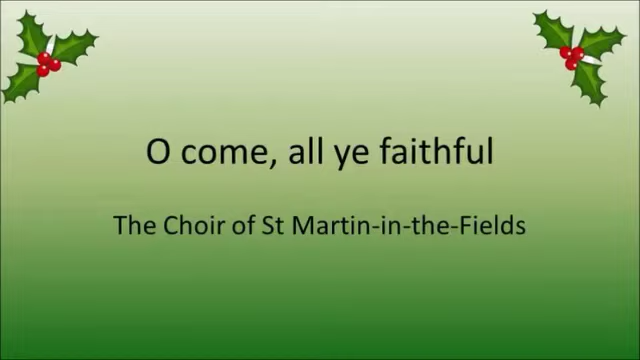 O come, all ye faithful
The Choir of St Martin-in-the-Fields